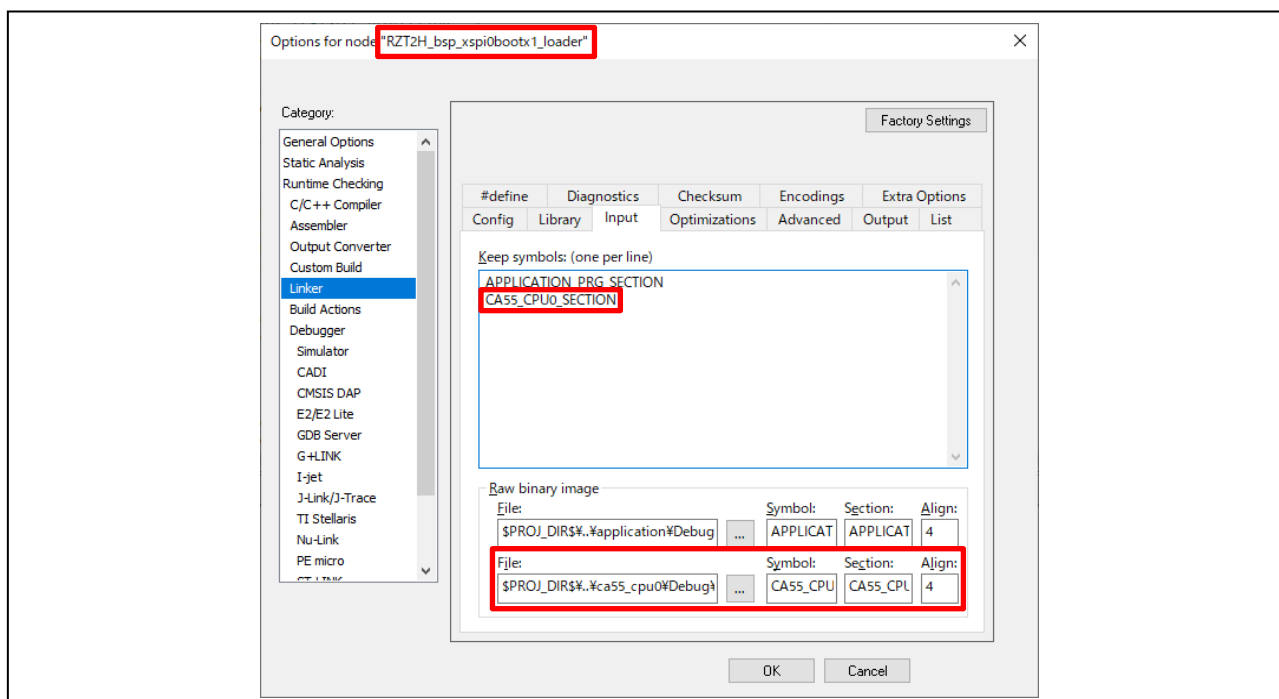 Options for node "RZT2H_bsp_xspi0bootx1_loader"
Category:
General Options
Static Analysis
Runtime Checking
C/C++ Compiler
Assembler
Output Converter
Custom Build
Linker
Build Actions
Debugger
Simulator
CADI
CMSIS DAP
E2/E2 Lite
GDB Server
G+LINK
I-jet
J-Link/J-Trace
TI Stellaris
Nu-Link
PE micro
ST-LINK
Factory Settings
#define Diagnostics Checksum Encodings Extra Options
Config Library Input Optimizations Advanced Output List
Keep symbols: (one per line)
APPLICATION_PRG_SECTION
CA55_CPU0_SECTION
Raw binary image
File: Symbol: Section: Align:
$PROJ_DIR$¥..¥application¥Debug ... APPLICAT APPLICAT 4
File: Symbol: Section: Align:
$PROJ_DIR$¥..¥ca55_cpu0¥Debug¥ ... CA55_CPU CA55_CPU 4
OK Cancel